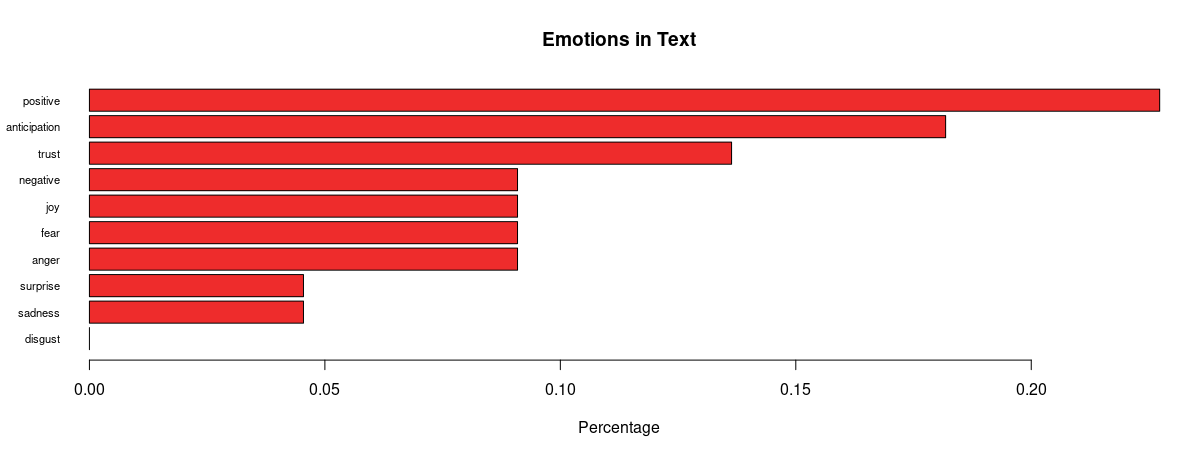 Emotions in Text
positive
anticipation
trust
negative
joy
fear
anger
surprise
sadness
disgust
0.00 0.05 0.10 0.15 0.20
Percentage